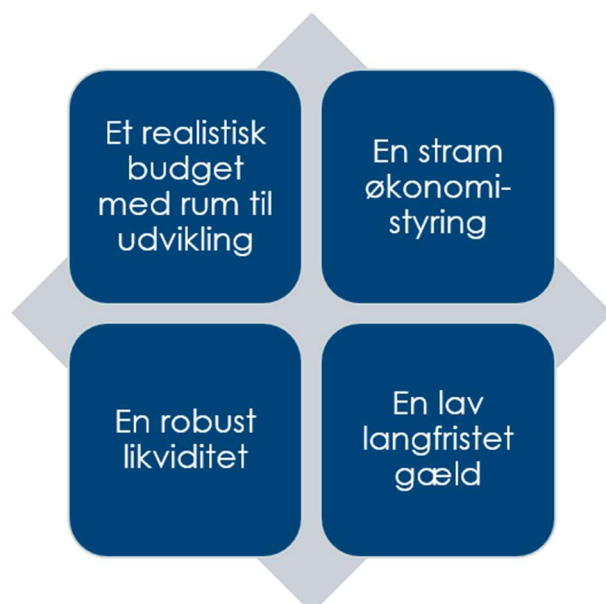 Et realistisk
budget
med rum til
udvikling
En stram
økonomi-
styring
En robust
likviditet
En lav
langfristet
gæld